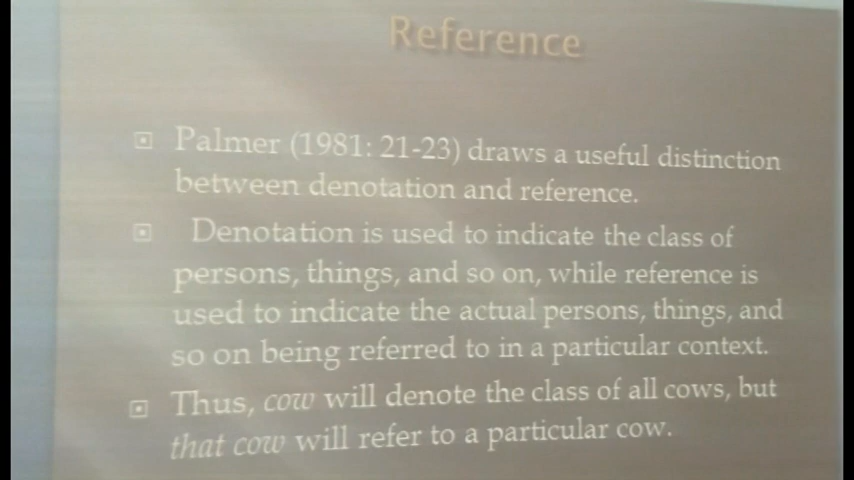 Reference
Palmer (1981: 21-23) draws a useful distinction
between denotation and reference.
Denotation is used to indicate the class of
persons, things, and so on, while reference is
used to indicate the actual persons, things, and
so on being referred to in a particular context.
Thus, cow will denote the class of all cows, but
that cow will refer to a particular cow.